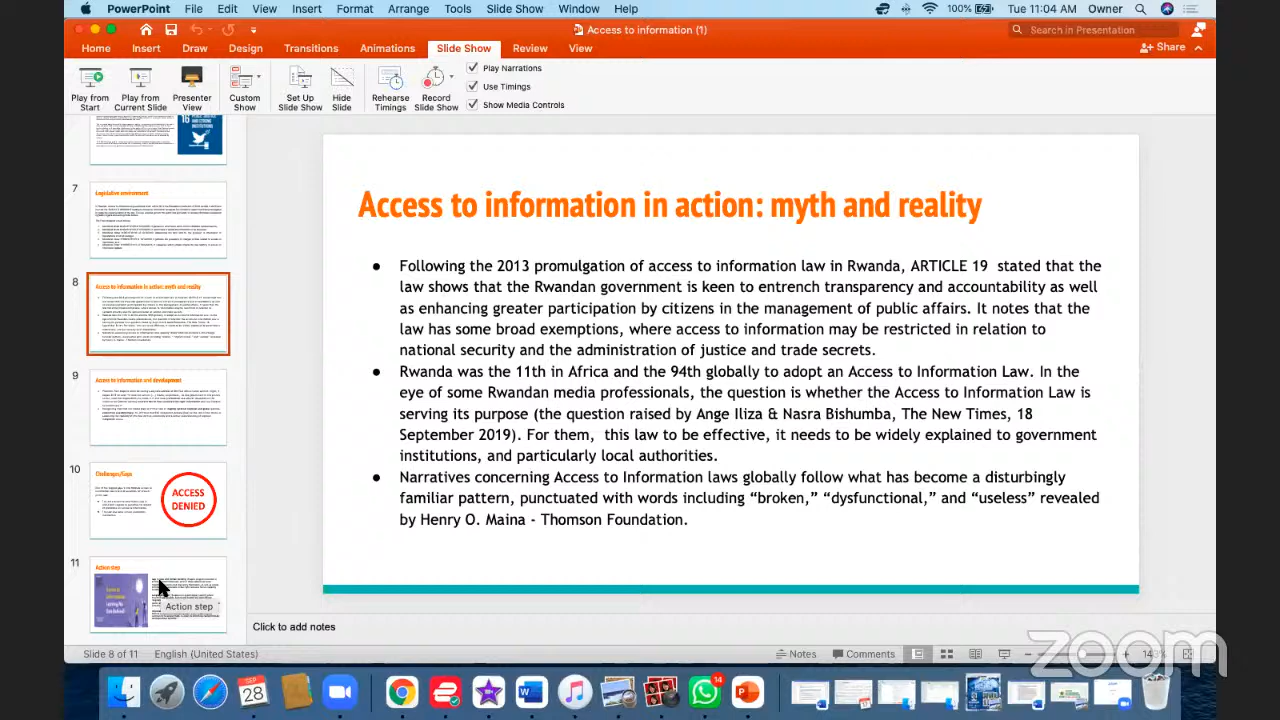 PowerPoint File Edit View Insert Format Arrange Tools Slide Show Window Help 100% Tue 11:04 AM Owner
Access to information (1) Search in Presentation
Home Insert Draw Design Transitions Animations Slide Show Review View Share
Play from Start Play from Current Slide Presenter View Custom Show Set Up Slide Show Hide Slide Rehearse Timings Record Slide Show
Play Narrations
Use Timings
Show Media Controls
16
7
Legislative environment
8
Access to information in action: myth and reality
9
Access to information and development
10
Challenges/Gaps
ACCESS
DENIED
11
Action step
Action step
Access to information in action: myth and reality
● Following the 2013 promulgation of access to information law in Rwanda, ARTICLE 19 stated that the
law shows that the Rwandan government is keen to entrench transparency and accountability as well
as enhancing greater participation by citizens in the management of public affairs.It notes that the
law has some broad exemptions, where access to information may be restricted in relation to
national security and the administration of justice and trade secrets.
● Rwanda was the 11th in Africa and the 94th globally to adopt an Access to Information Law. In the
eye of some Rwandan media professionals, the question is whether the Access to Information Law is
serving its purpose (the question raised by Ange Iliza & Nasra Bishumba, The New Times, 18
September 2019). For them, this law to be effective, it needs to be widely explained to government
institutions, and particularly local authorities.
● Narratives concerning Access to Information laws globally follow what has become a disturbingly
familiar pattern, punctuated with words including “broken,” “dysfunctional,” and “useless” revealed
by Henry O. Maina - Thomson Foundation.
Click to add notes
Slide 8 of 11 English (United States) Notes Comments 143%
zoom
SEP
28
14